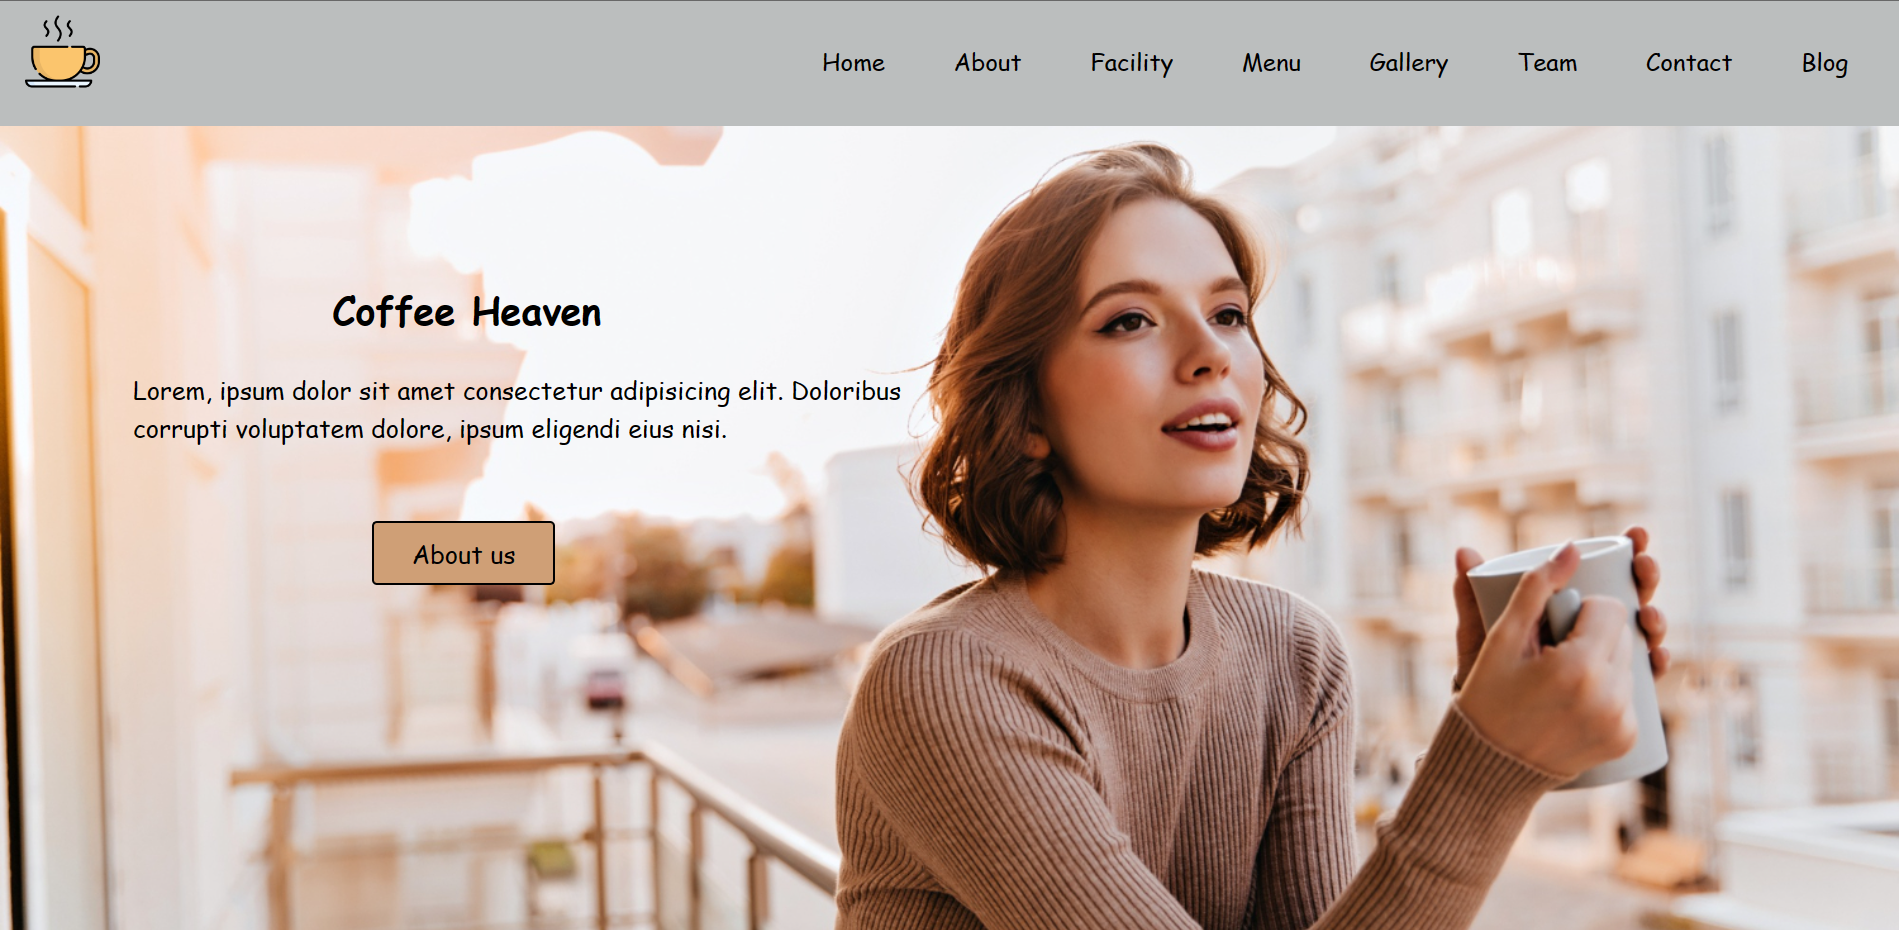 Home About Facility Menu Gallery Team Contact Blog
Coffee Heaven
Lorem, ipsum dolor sit amet consectetur adipisicing elit. Doloribus
corrupti voluptatem dolore, ipsum eligendi eius nisi.
About us